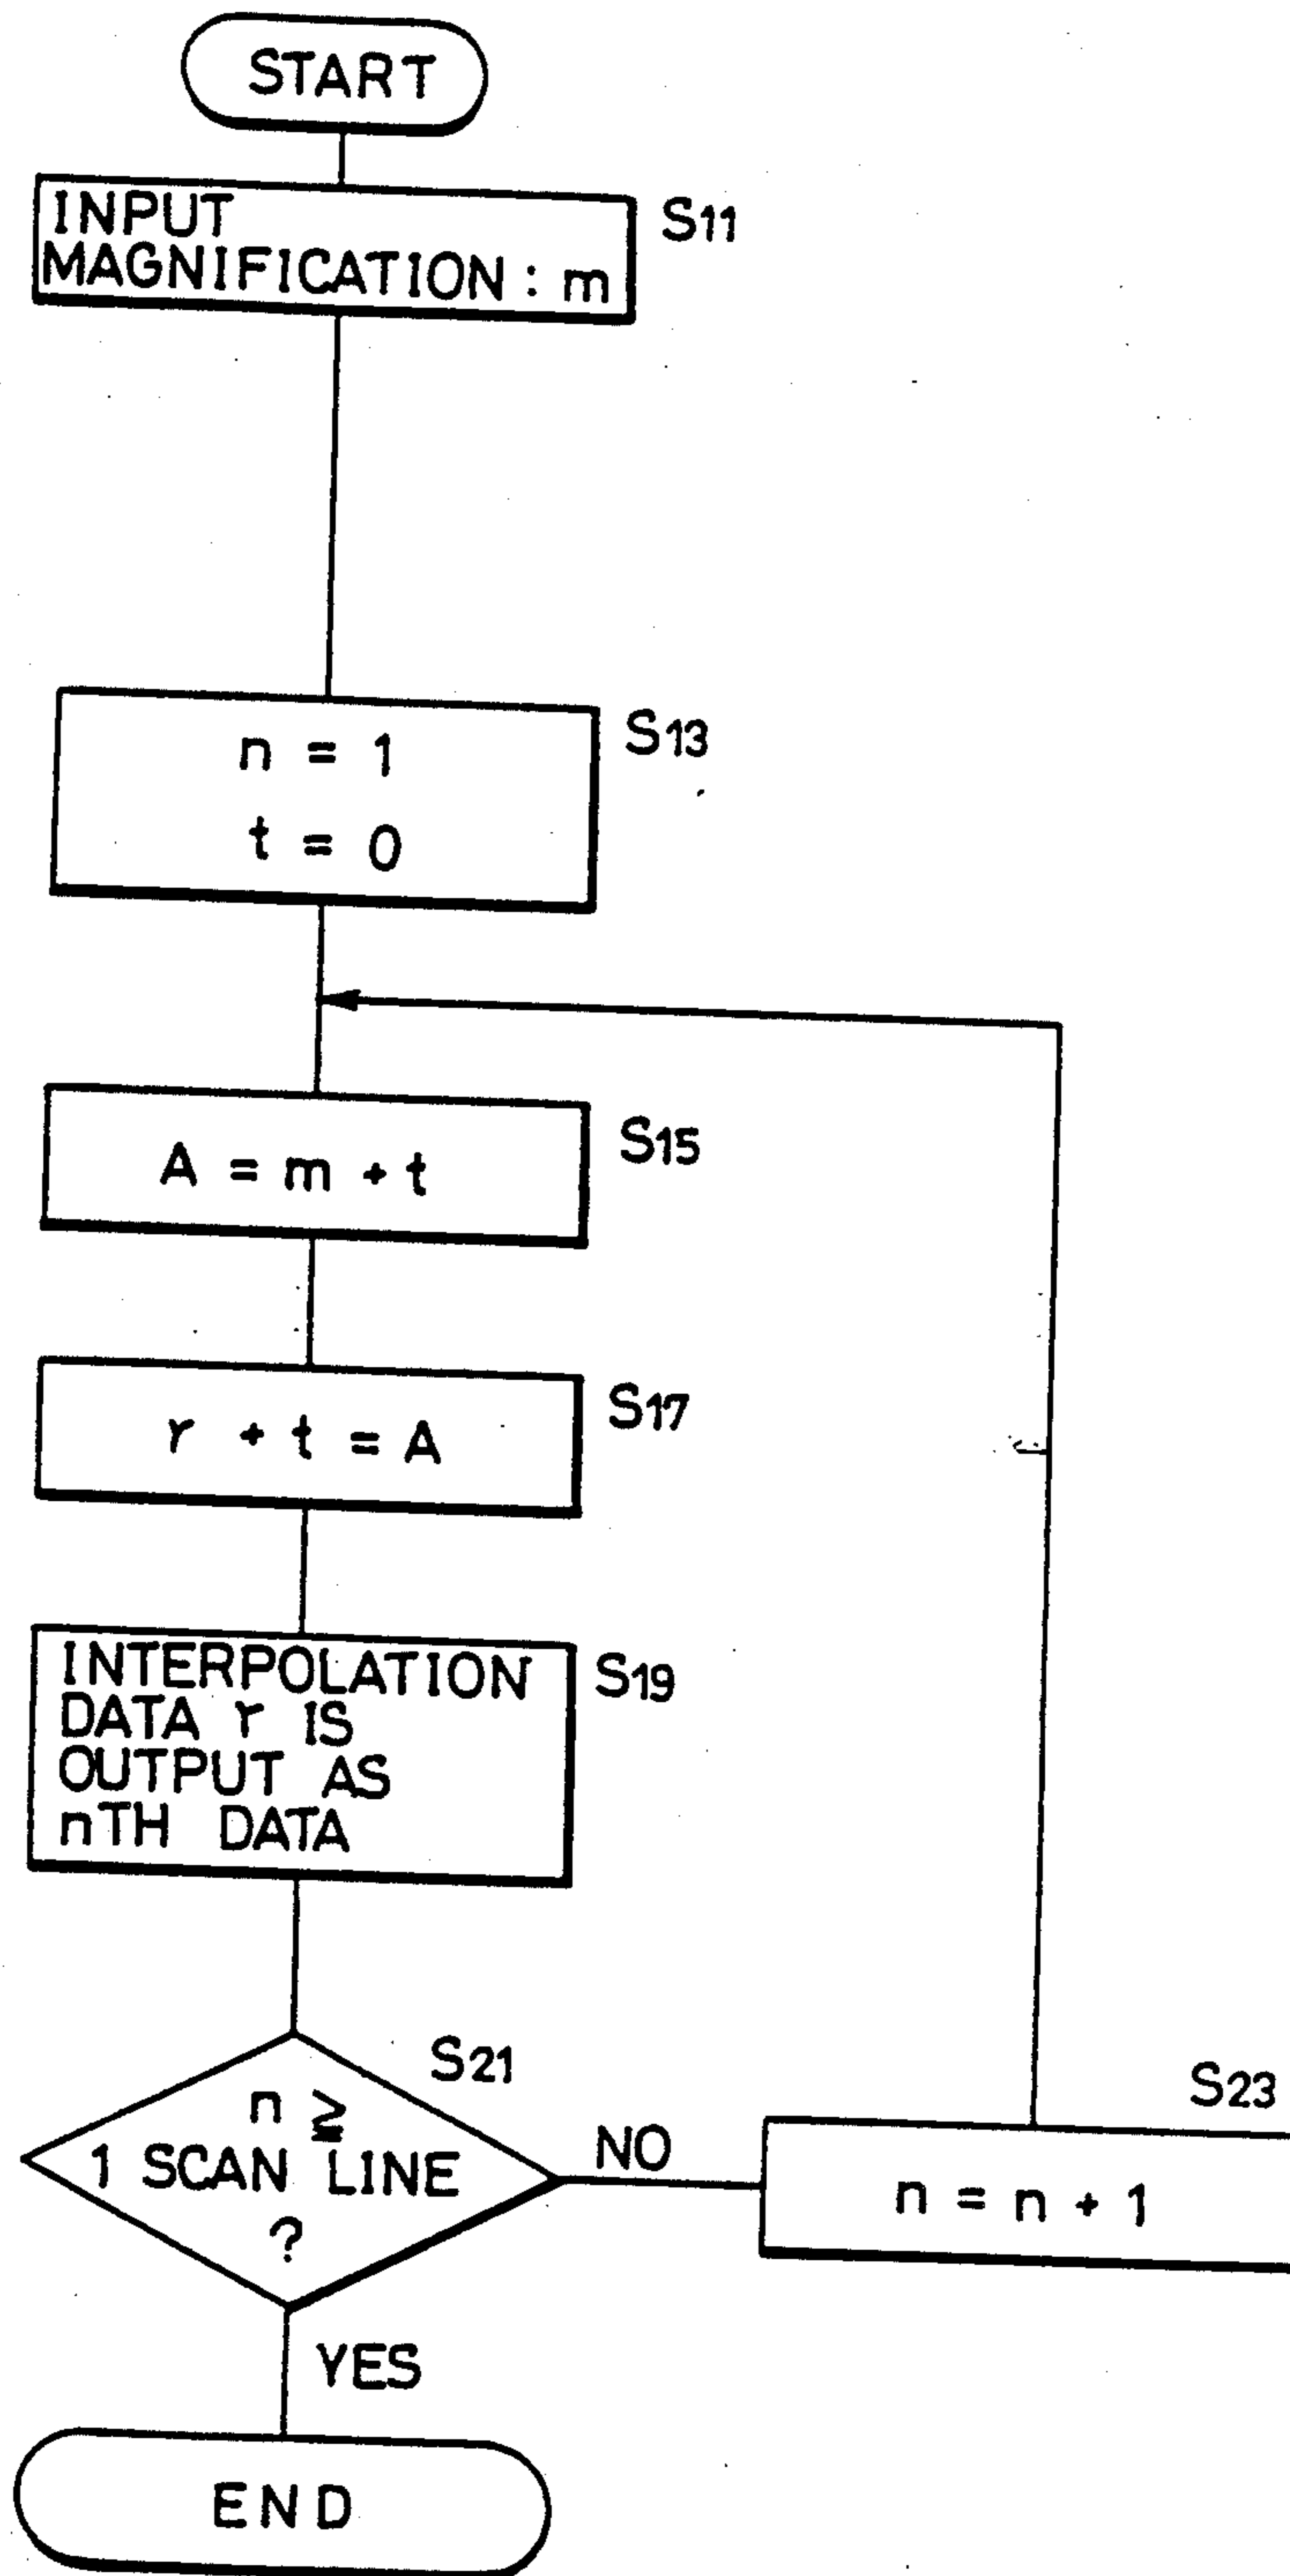 START
INPUT
MAGNIFICATION : m
S11
n = 1
t = 0
S13
A = m + t
S15
r + t = A
S17
INTERPOLATION
DATA r IS
OUTPUT AS
nTH DATA
S19
n ≧
1 SCAN LINE
?
S21
NO
S23
n = n + 1
YES
END